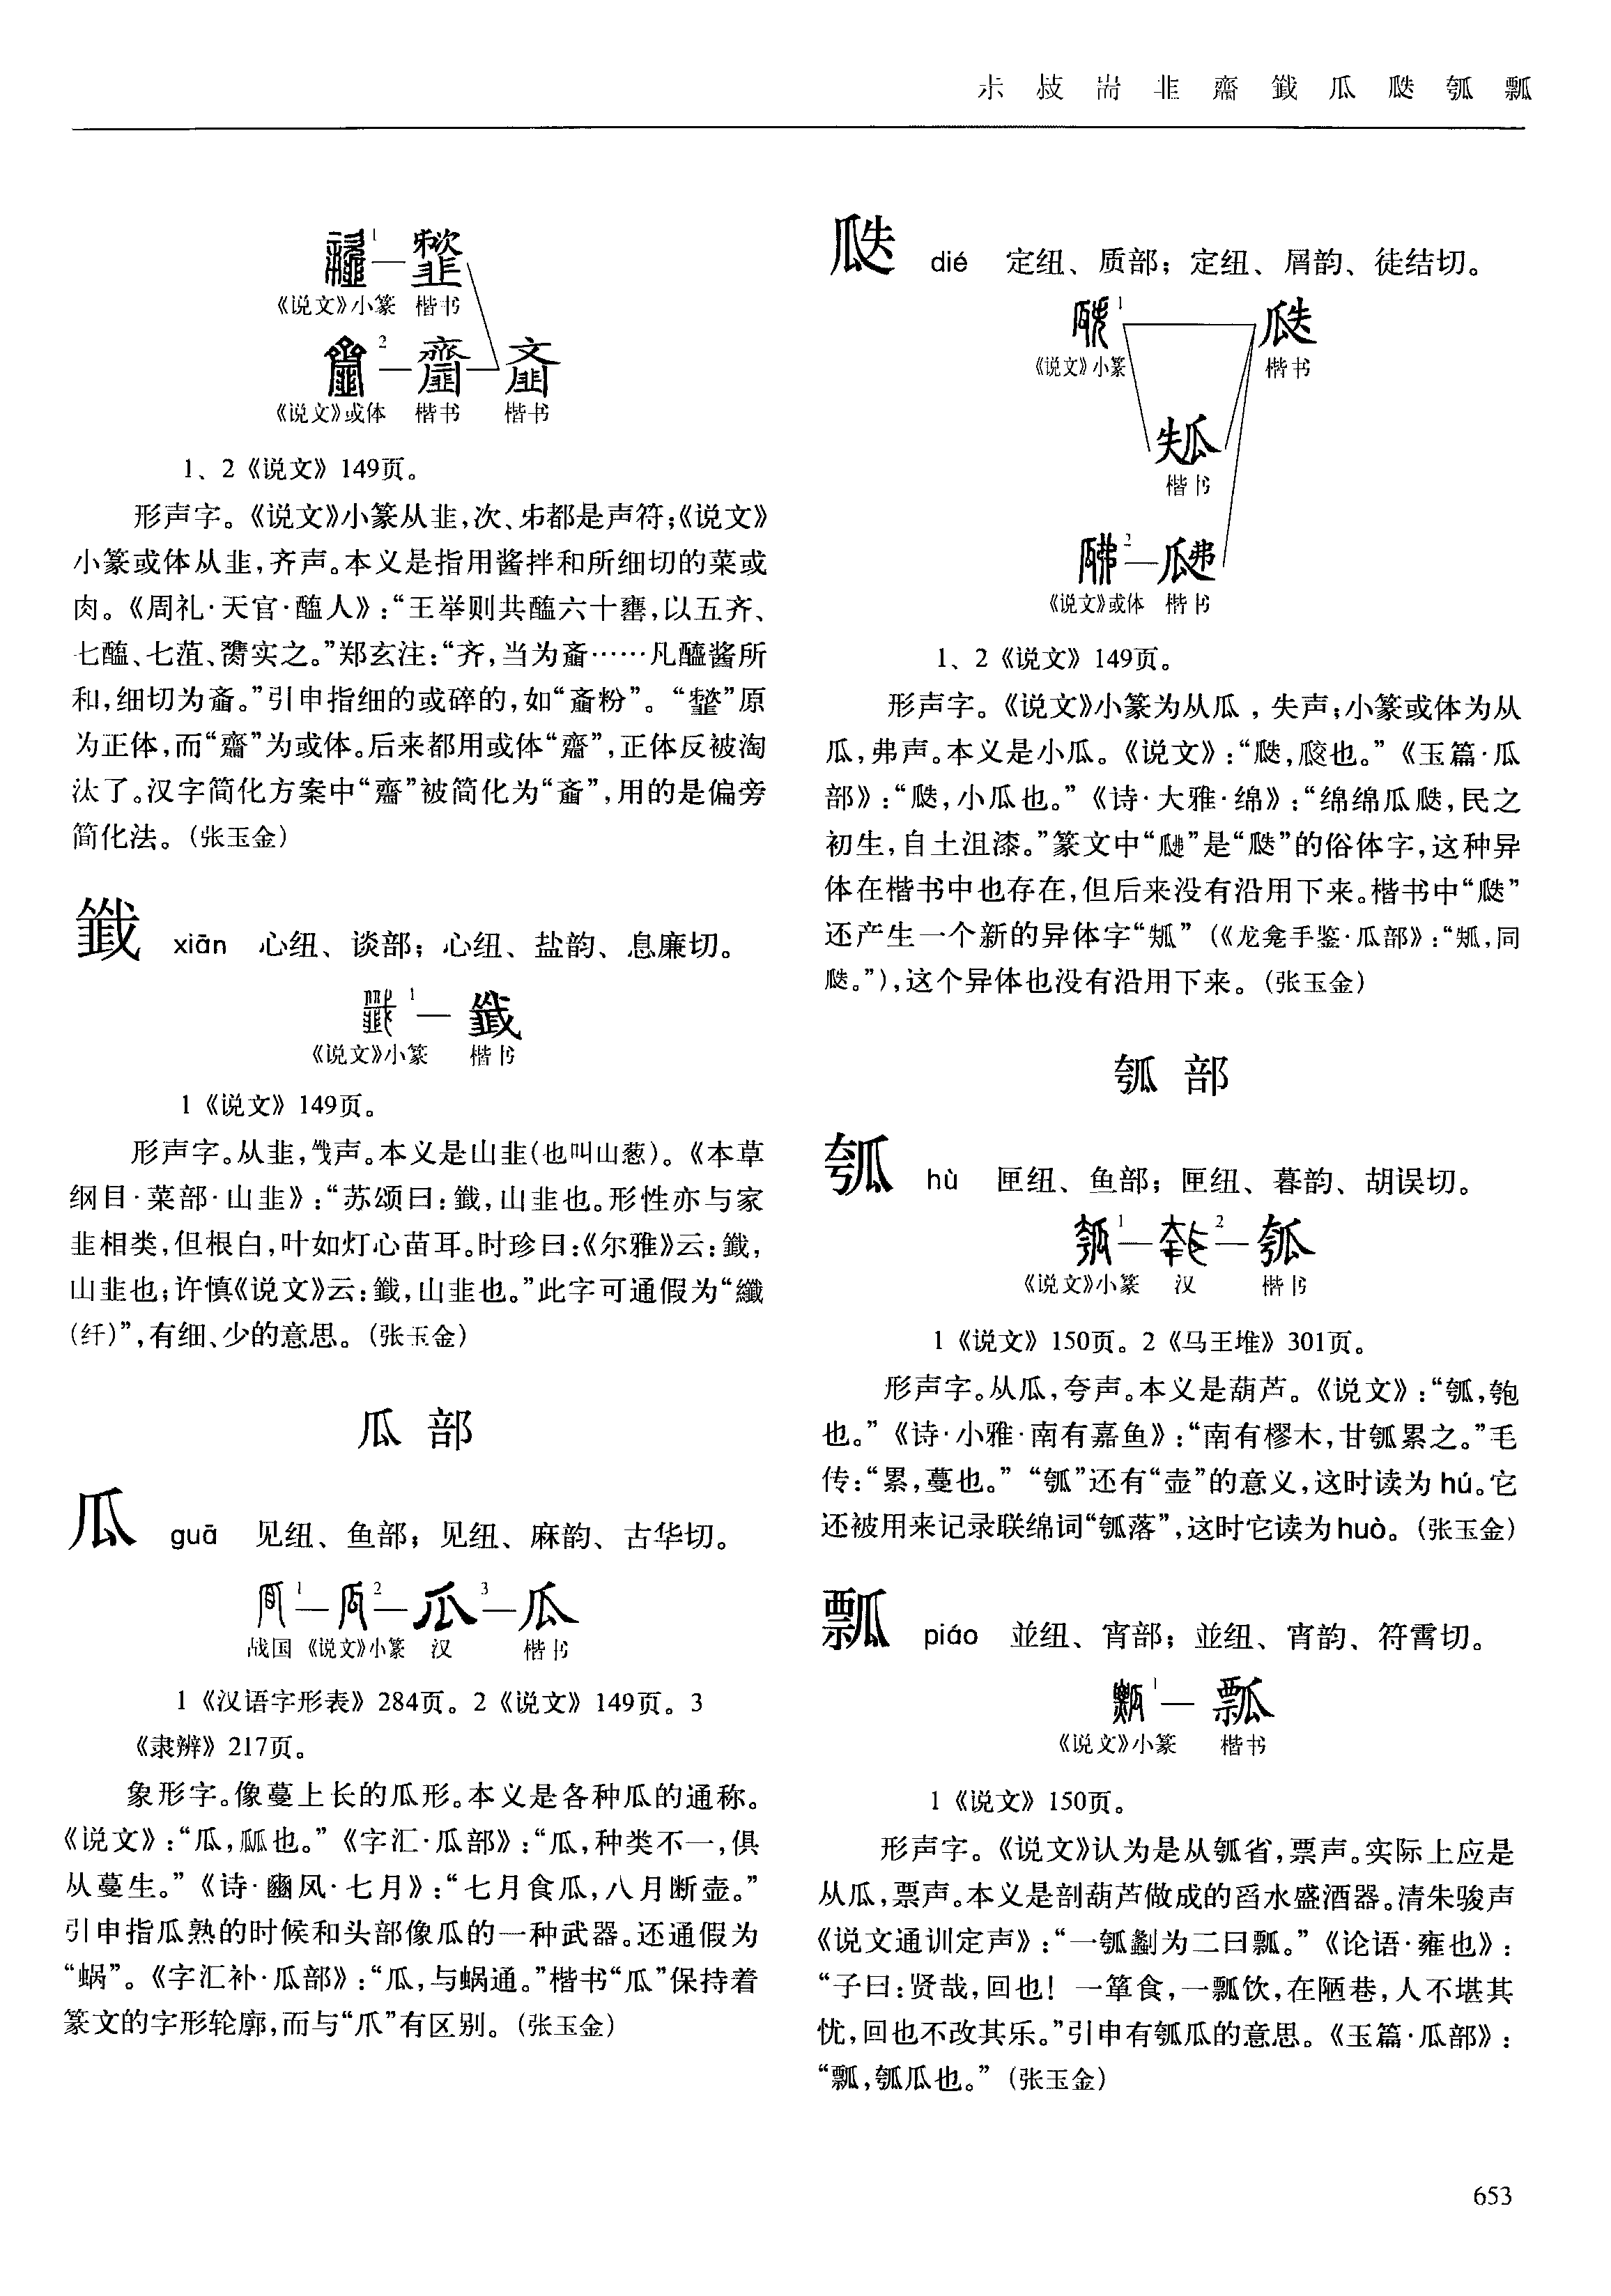 尗 敊 耑 韭 齏 韱 瓜 瓞 瓠 瓢
1
《说文》小篆 楷书
2
《说文》或体 楷书 楷书
1、2《说文》149页。
形声字。《说文》小篆从韭,次、𠂔都是声符;《说文》
小篆或体从韭,齐声。本义是指用酱拌和所细切的菜或
肉。《周礼·天官·醢人》:“王举则共醢六十罋,以五齐、
七醢、七菹、三臡实之。”郑玄注:“齐,当为齑……凡醯酱所
和,细切为齑。”引申指细的或碎的,如“齑粉”。“䪢”原
为正体,而“齏”为或体。后来都用或体“齏”,正体反被淘
汰了。汉字简化方案中“齏”被简化为“齑”,用的是偏旁
简化法。(张玉金)
韱 xiān 心纽、谈部;心纽、盐韵、息廉切。
1 — 韱
《说文》小篆 楷书
1《说文》149页。
形声字。从韭,㦰声。本义是山韭(也叫山葱)。《本草
纲目·菜部·山韭》:“苏颂曰:韱,山韭也。形性亦与家
韭相类,但根白,叶如灯心苗耳。时珍曰:《尔雅》云:韱,
山韭也;许慎《说文》云:韱,山韭也。”此字可通假为“纖
(纤)”,有细、少的意思。(张玉金)
瓜 部
瓜 guā 见纽、鱼部;见纽、麻韵、古华切。
1 — 2 — 3 — 瓜
战国 《说文》小篆 汉 楷书
1《汉语字形表》284页。2《说文》149页。3
《隶辨》217页。
象形字。像蔓上长的瓜形。本义是各种瓜的通称。
《说文》:“瓜,㼌也。”《字汇·瓜部》:“瓜,种类不一,俱
从蔓生。”《诗·豳风·七月》:“七月食瓜,八月断壶。”
引申指瓜熟的时候和头部像瓜的一种武器。还通假为
“蜗”。《字汇补·瓜部》:“瓜,与蜗通。”楷书“瓜”保持着
篆文的字形轮廓,而与“爪”有区别。(张玉金)
瓞 dié 定纽、质部;定纽、屑韵、徒结切。
1 瓞
《说文》小篆 楷书
楷书
2
《说文》或体 楷书
1、2《说文》149页。
形声字。《说文》小篆为从瓜,失声;小篆或体为从
瓜,弗声。本义是小瓜。《说文》:“瓞,㼎也。”《玉篇·瓜
部》:“瓞,小瓜也。”《诗·大雅·绵》:“绵绵瓜瓞,民之
初生,自土沮漆。”篆文中“”是“瓞”的俗体字,这种异
体在楷书中也存在,但后来没有沿用下来。楷书中“瓞”
还产生一个新的异体字“”(《龙龛手鉴·瓜部》:“,同
瓞。”),这个异体也没有沿用下来。(张玉金)
瓠 部
瓠 hù 匣纽、鱼部;匣纽、暮韵、胡误切。
1 — 2 — 瓠
《说文》小篆 汉 楷书
1《说文》150页。2《马王堆》301页。
形声字。从瓜,夸声。本义是葫芦。《说文》:“瓠,匏
也。”《诗·小雅·南有嘉鱼》:“南有樛木,甘瓠累之。”毛
传:“累,蔓也。”“瓠”还有“壶”的意义,这时读为hú。它
还被用来记录联绵词“瓠落”,这时它读为huò。(张玉金)
瓢 piáo 並纽、宵部;並纽、宵韵、符霄切。
1 — 瓢
《说文》小篆 楷书
1《说文》150页。
形声字。《说文》认为是从瓠省,票声。实际上应是
从瓜,票声。本义是剖葫芦做成的舀水盛酒器。清朱骏声
《说文通训定声》:“一瓠劙为二曰瓢。”《论语·雍也》:
“子曰:贤哉,回也!一箪食,一瓢饮,在陋巷,人不堪其
忧,回也不改其乐。”引申有瓠瓜的意思。《玉篇·瓜部》:
“瓢,瓠瓜也。”(张玉金)
653